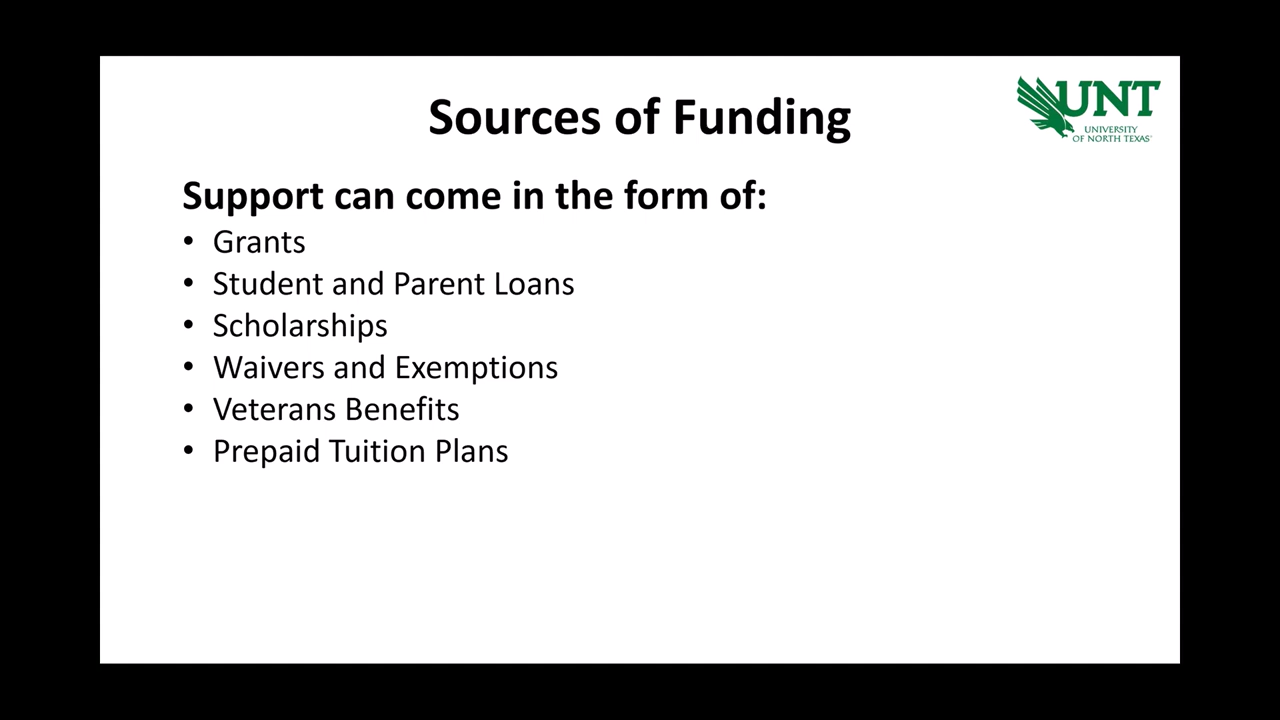 Sources of Funding
UNT
UNIVERSITY
OF NORTH TEXAS
Support can come in the form of:
• Grants
• Student and Parent Loans
• Scholarships
• Waivers and Exemptions
• Veterans Benefits
• Prepaid Tuition Plans